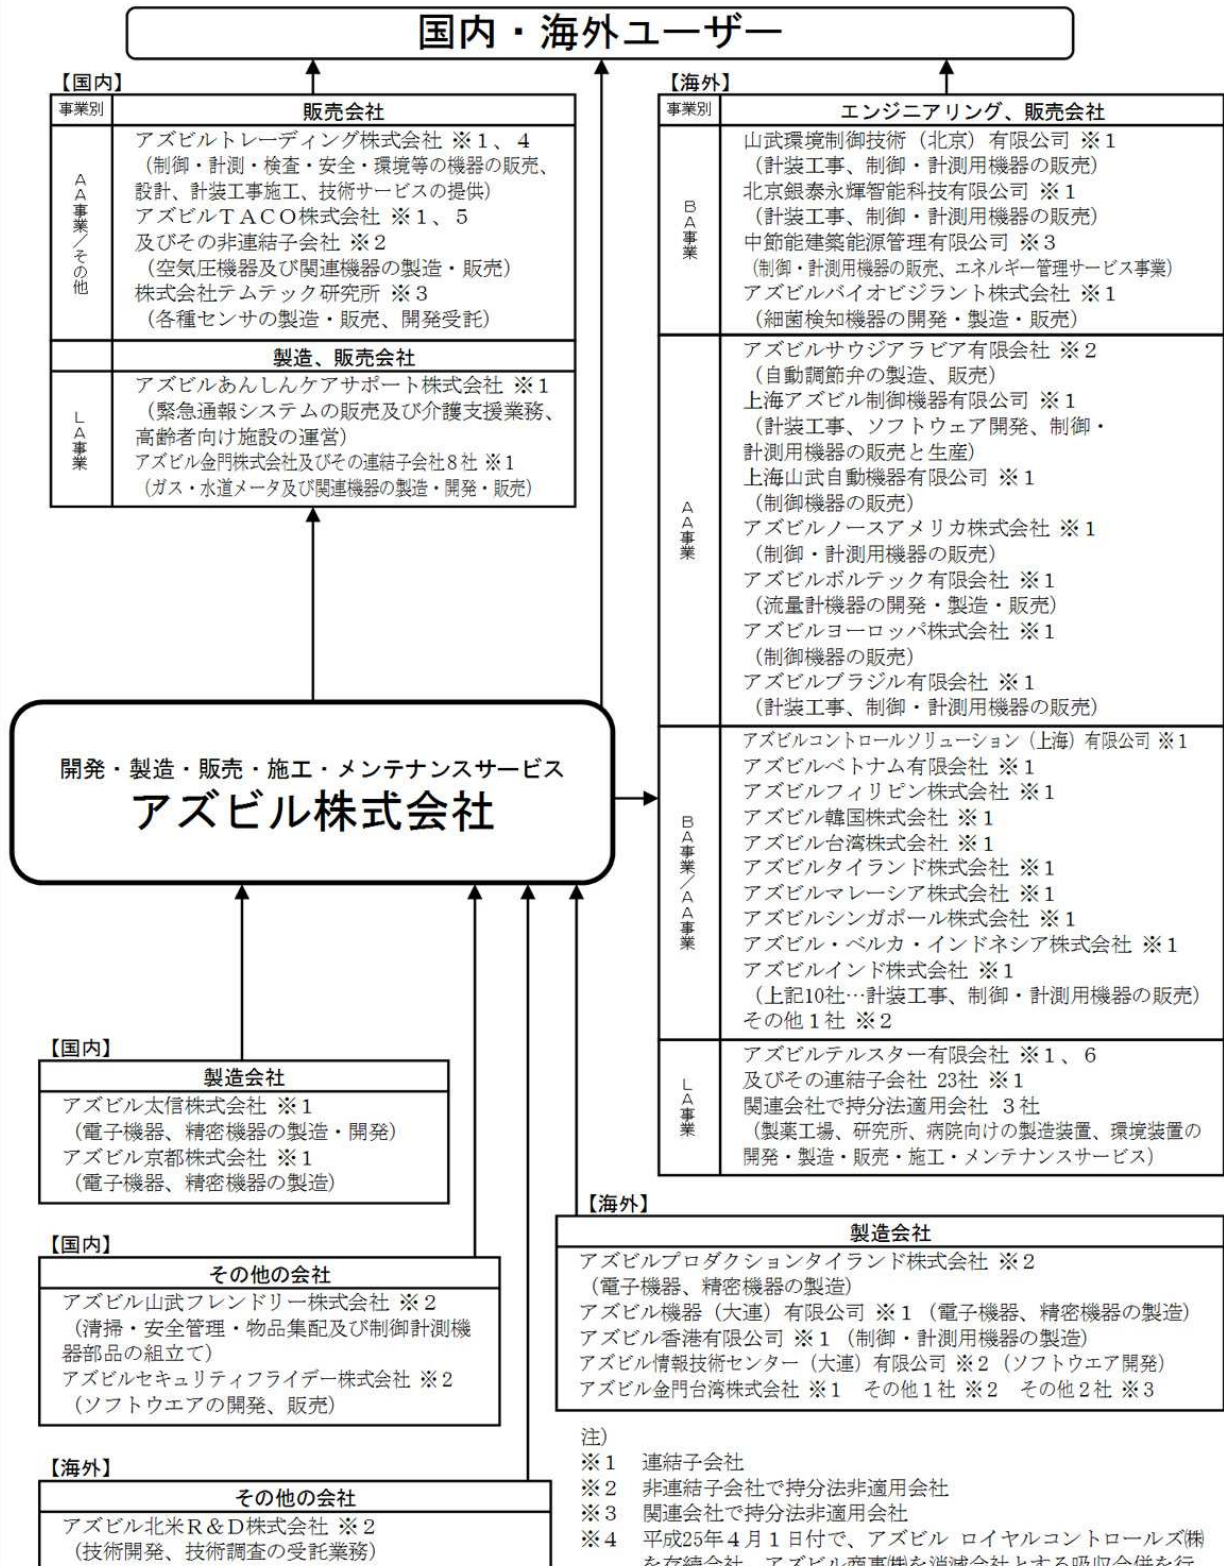 国内・海外ユーザー
【国内】
事業別
販売会社
AA事業／その他
アズビルトレーディング株式会社 ※１、４
（制御・計測・検査・安全・環境等の機器の販売、
設計、計装工事施工、技術サービスの提供）
アズビルＴＡＣＯ株式会社 ※１、５
及びその非連結子会社 ※２
（空気圧機器及び関連機器の製造・販売）
株式会社テムテック研究所 ※３
（各種センサの製造・販売、開発受託）
製造、販売会社
LA事業
アズビルあんしんケアサポート株式会社 ※１
（緊急通報システムの販売及び介護支援業務、
高齢者向け施設の運営）
アズビル金門株式会社及びその連結子会社８社 ※１
（ガス・水道メータ及び関連機器の製造・開発・販売）
【海外】
事業別
エンジニアリング、販売会社
BA事業
山武環境制御技術（北京）有限公司 ※１
（計装工事、制御・計測用機器の販売）
北京銀泰永輝智能科技有限公司 ※１
（計装工事、制御・計測用機器の販売）
中節能建築能源管理有限公司 ※３
（制御・計測用機器の販売、エネルギー管理サービス事業）
アズビルバイオビジラント株式会社 ※１
（細菌検知機器の開発・製造・販売）
AA事業
アズビルサウジアラビア有限会社 ※２
（自動調節弁の製造、販売）
上海アズビル制御機器有限公司 ※１
（計装工事、ソフトウェア開発、制御・
計測用機器の販売と生産）
上海山武自動機器有限公司 ※１
（制御機器の販売）
アズビルノースアメリカ株式会社 ※１
（制御・計測用機器の販売）
アズビルボルテック有限会社 ※１
（流量計機器の開発・製造・販売）
アズビルヨーロッパ株式会社 ※１
（制御機器の販売）
アズビルブラジル有限会社 ※１
（計装工事、制御・計測用機器の販売）
BA事業／AA事業
アズビルコントロールソリューション（上海）有限公司 ※１
アズビルベトナム有限会社 ※１
アズビルフィリピン株式会社 ※１
アズビル韓国株式会社 ※１
アズビル台湾株式会社 ※１
アズビルタイランド株式会社 ※１
アズビルマレーシア株式会社 ※１
アズビルシンガポール株式会社 ※１
アズビル・ベルカ・インドネシア株式会社 ※１
アズビルインド株式会社 ※１
（上記10社…計装工事、制御・計測用機器の販売）
その他１社 ※２
LA事業
アズビルテルスター有限会社 ※１、６
及びその連結子会社 23社 ※１
関連会社で持分法適用会社 ３社
（製薬工場、研究所、病院向けの製造装置、環境装置の
開発・製造・販売・施工・メンテナンスサービス）
開発・製造・販売・施工・メンテナンスサービス
アズビル株式会社
【国内】
製造会社
アズビル太信株式会社 ※１
（電子機器、精密機器の製造・開発）
アズビル京都株式会社 ※１
（電子機器、精密機器の製造）
【国内】
その他の会社
アズビル山武フレンドリー株式会社 ※２
（清掃・安全管理・物品集配及び制御計測機
器部品の組立て）
アズビルセキュリティフライデー株式会社 ※２
（ソフトウエアの開発、販売）
【海外】
その他の会社
アズビル北米Ｒ＆Ｄ株式会社 ※２
（技術開発、技術調査の受託業務）
【海外】
製造会社
アズビルプロダクションタイランド株式会社 ※２
（電子機器、精密機器の製造）
アズビル機器（大連）有限公司 ※１（電子機器、精密機器の製造）
アズビル香港有限公司 ※１（制御・計測用機器の製造）
アズビル情報技術センター（大連）有限公司 ※２（ソフトウエア開発）
アズビル金門台湾株式会社 ※１　その他１社 ※２　その他２社 ※３
注）
※１　連結子会社
※２　非連結子会社で持分法非適用会社
※３　関連会社で持分法非適用会社
※４　平成25年４月１日付で、アズビル ロイヤルコントロールズ㈱
を存続会社、アズビル商事㈱を消滅会社とする吸収合併を行